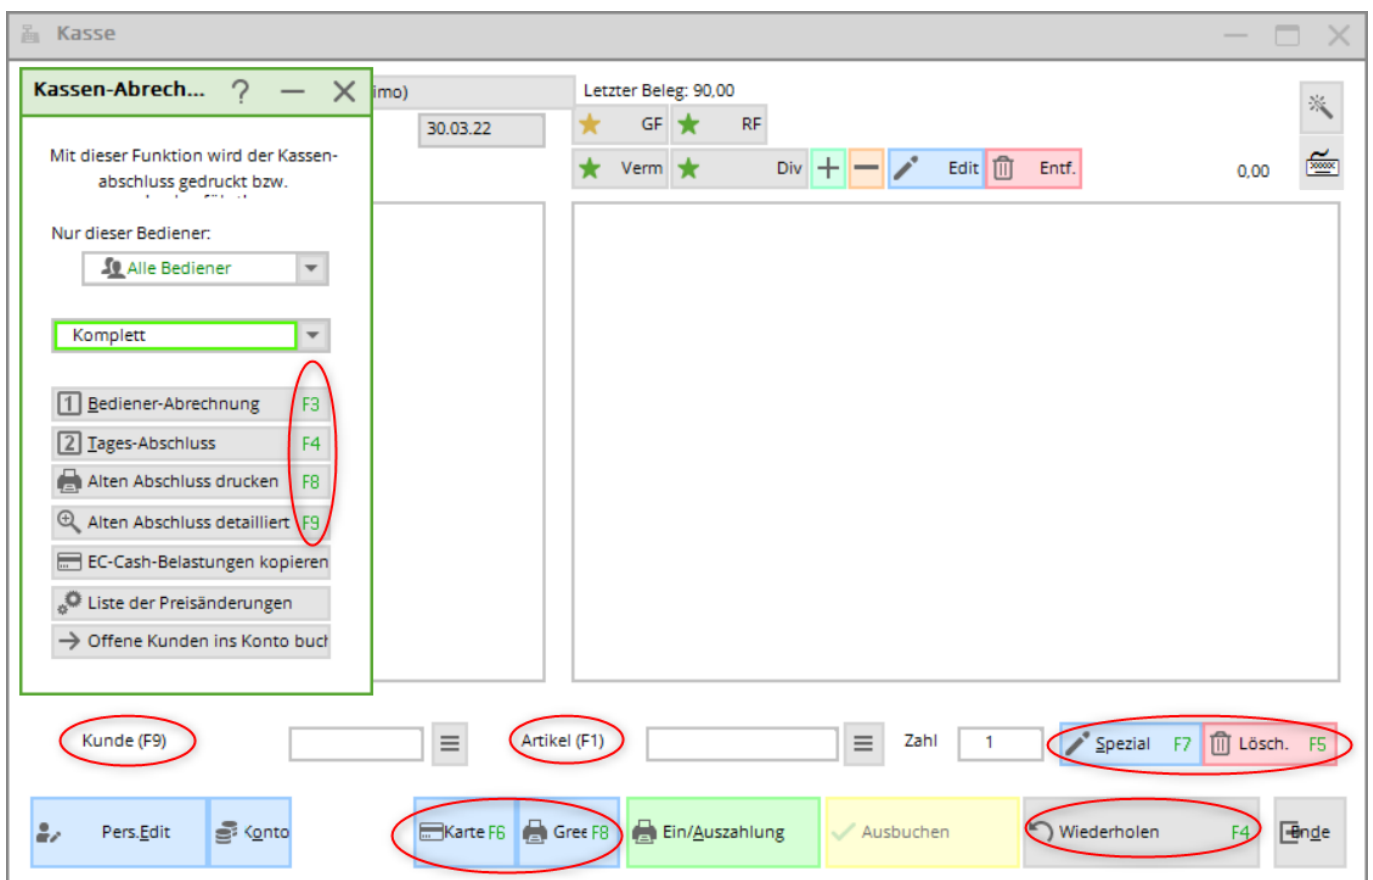 Kasse
Kassen-Abrech... ?
imo)
Letzter Beleg: 90,00
30.03.22
GF
RF
Verm
Div
Edit
Entf.
0,00
Mit dieser Funktion wird der Kassen-
abschluss gedruckt bzw.
Nur dieser Bediener:
Alle Bediener
Komplett
1 Bediener-Abrechnung F3
2 Tages-Abschluss F4
Alten Abschluss drucken F8
Alten Abschluss detailliert F9
EC-Cash-Belastungen kopieren
Liste der Preisänderungen
Offene Kunden ins Konto buch
Kunde (F9)
Artikel (F1)
Zahl
1
Spezial F7
Lösch. F5
Pers.Edit
Konto
Karte F6
Gree F8
Ein/Auszahlung
Ausbuchen
Wiederholen F4
Ende